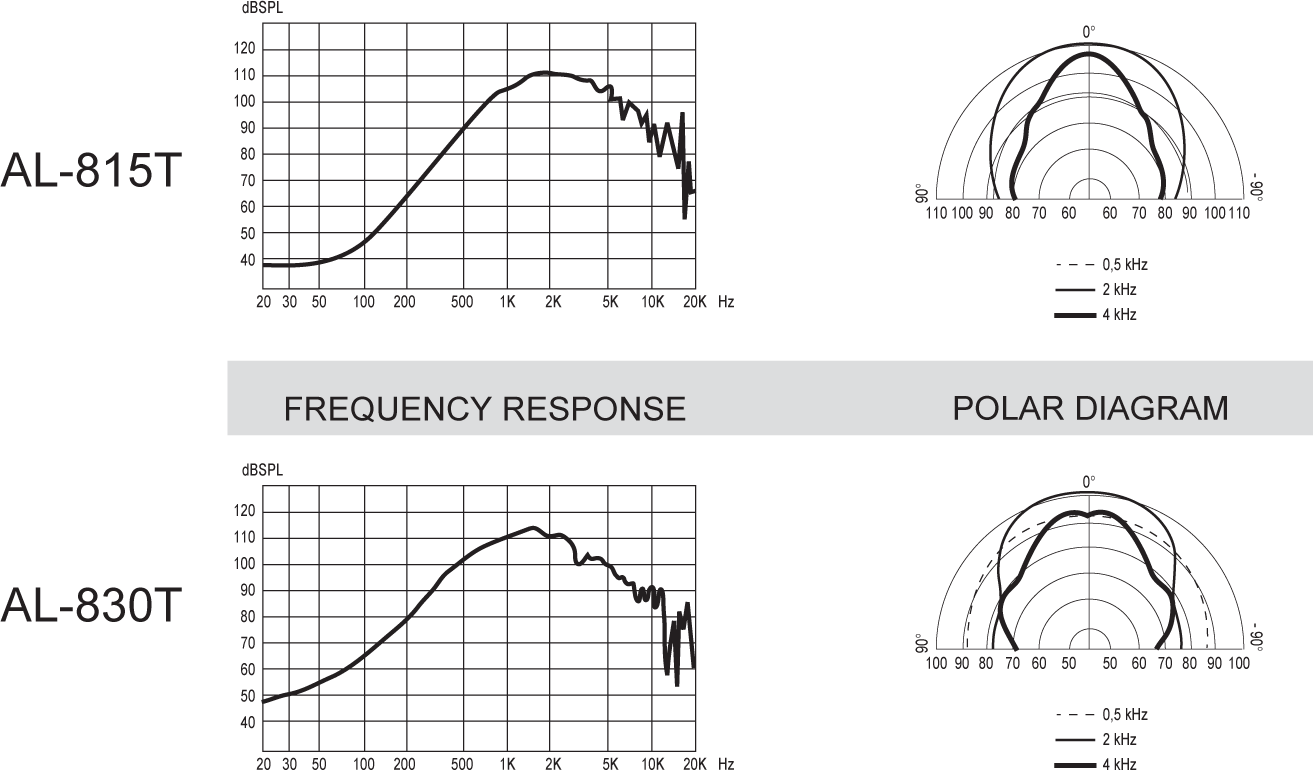 dBSPL
120
110
100
90
80
70
60
50
40
20 30 50 100 200 500 1K 2K 5K 10K 20K Hz
AL-815T
0°
90°
- 90°
110 100 90 80 70 60 60 70 80 90 100 110
0,5 kHz
2 kHz
4 kHz
FREQUENCY RESPONSE
POLAR DIAGRAM
dBSPL
120
110
100
90
80
70
60
50
40
20 30 50 100 200 500 1K 2K 5K 10K 20K Hz
AL-830T
0°
90°
- 90°
100 90 80 70 60 50 50 60 70 80 90 100
0,5 kHz
2 kHz
4 kHz